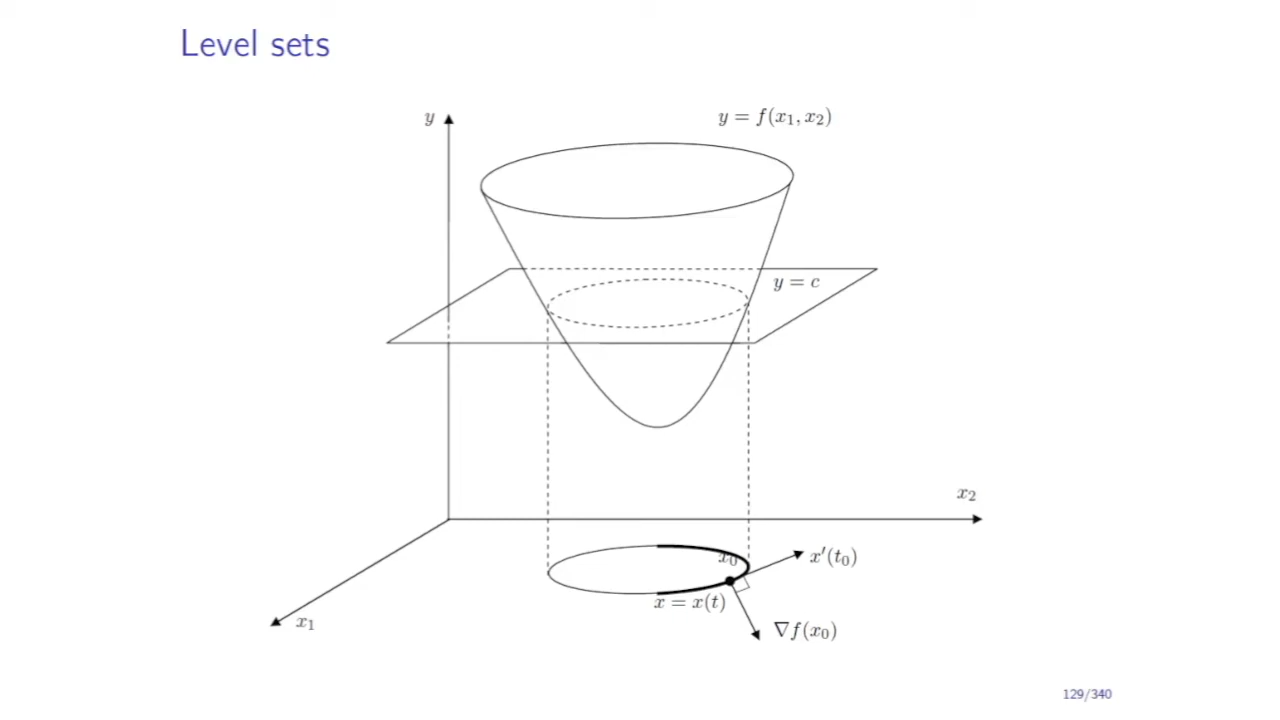 Level sets
y
y = f(x₁, x₂)
y = c
x₂
x₀
x′(t₀)
x = x(t)
x₁
∇f(x₀)
129/340